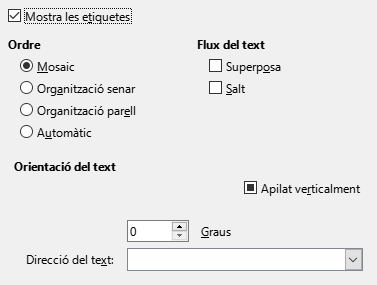 Mostra les etiquetes
Ordre
Mosaic
Organització senar
Organització parell
Automàtic
Flux del text
Superposa
Salt
Orientació del text
Apilat verticalment
0 Graus
Direcció del text: